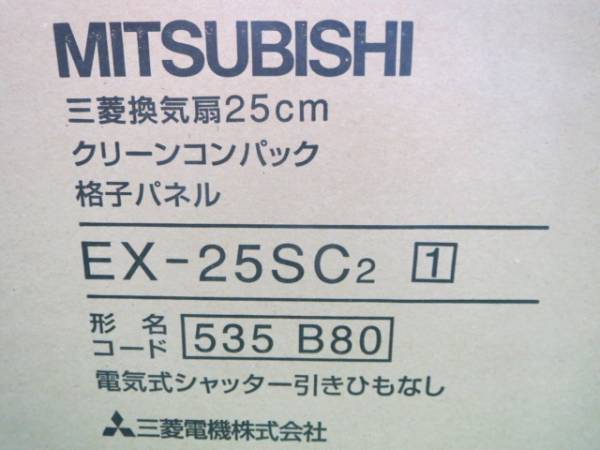 MITSUBISHI
三菱換気扇25cm
クリーンコンパック
格子パネル
EX-25SC₂ 1
形名コード 535 B80
電気式シャッター引きひもなし
三菱電機株式会社